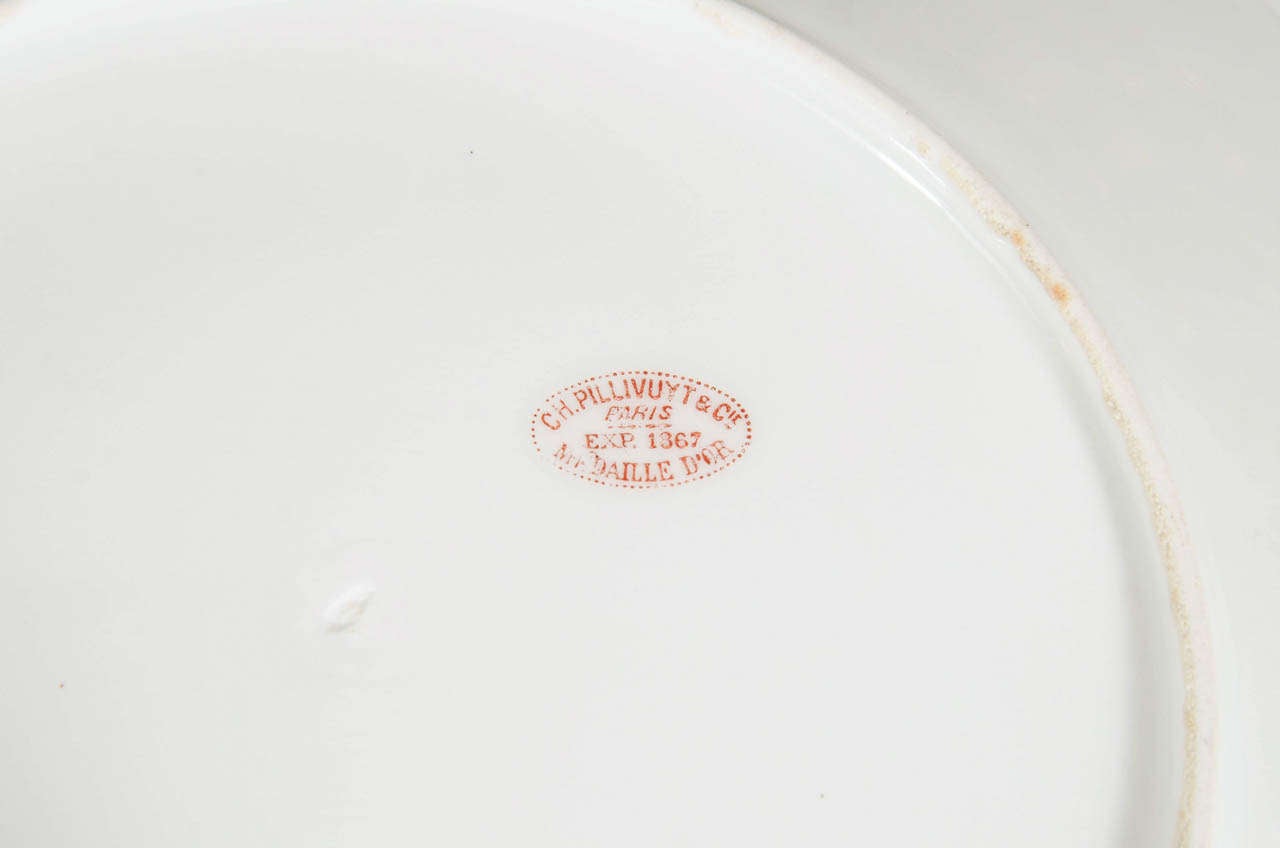 CH. PILLIVUYT & CIE
PARIS
EXP. 1867
MÉDAILLE D'OR